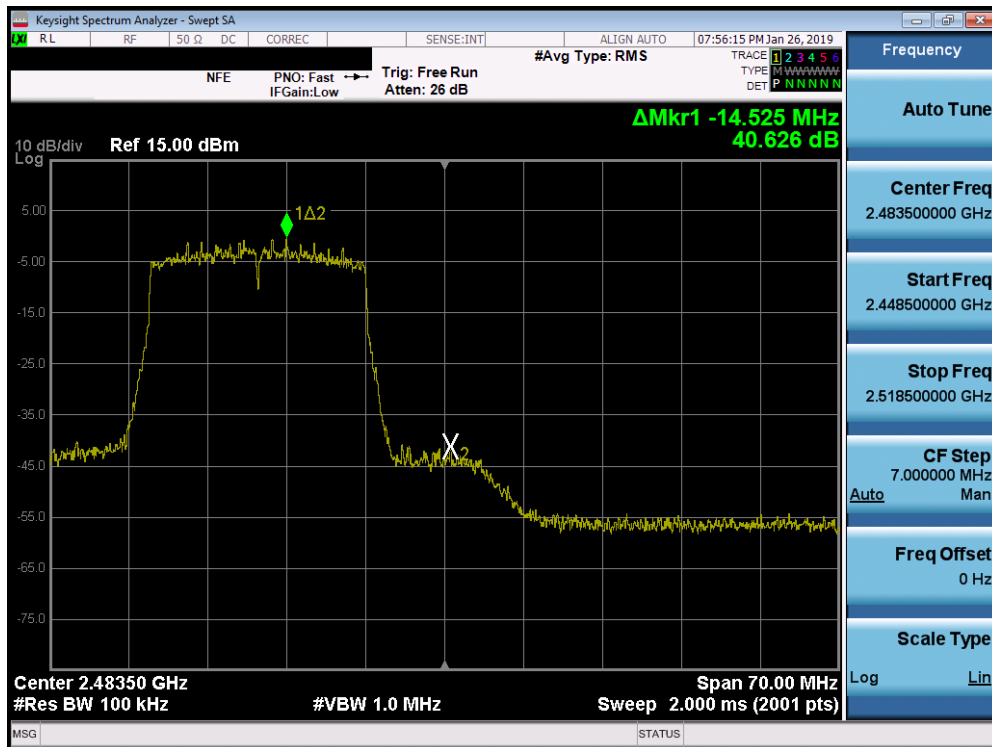 Keysight Spectrum Analyzer - Swept SA
LXI RL RF 50 Ω DC CORREC SENSE:INT ALIGN AUTO 07:56:15 PM Jan 26, 2019
NFE PNO: Fast Trig: Free Run #Avg Type: RMS TRACE 1 2 3 4 5 6
IFGain:Low Atten: 26 dB TYPE M W W W W W
DET P N N N N N
ΔMkr1 -14.525 MHz
40.626 dB
10 dB/div Ref 15.00 dBm
Log
1Δ2
5.00
-5.00
-15.0
-25.0
-35.0
X2
-45.0
-55.0
-65.0
-75.0
Center 2.48350 GHz Span 70.00 MHz
#Res BW 100 kHz #VBW 1.0 MHz Sweep 2.000 ms (2001 pts)
MSG STATUS
Frequency
Auto Tune
Center Freq
2.483500000 GHz
Start Freq
2.448500000 GHz
Stop Freq
2.518500000 GHz
CF Step
7.000000 MHz
Auto Man
Freq Offset
0 Hz
Scale Type
Log Lin